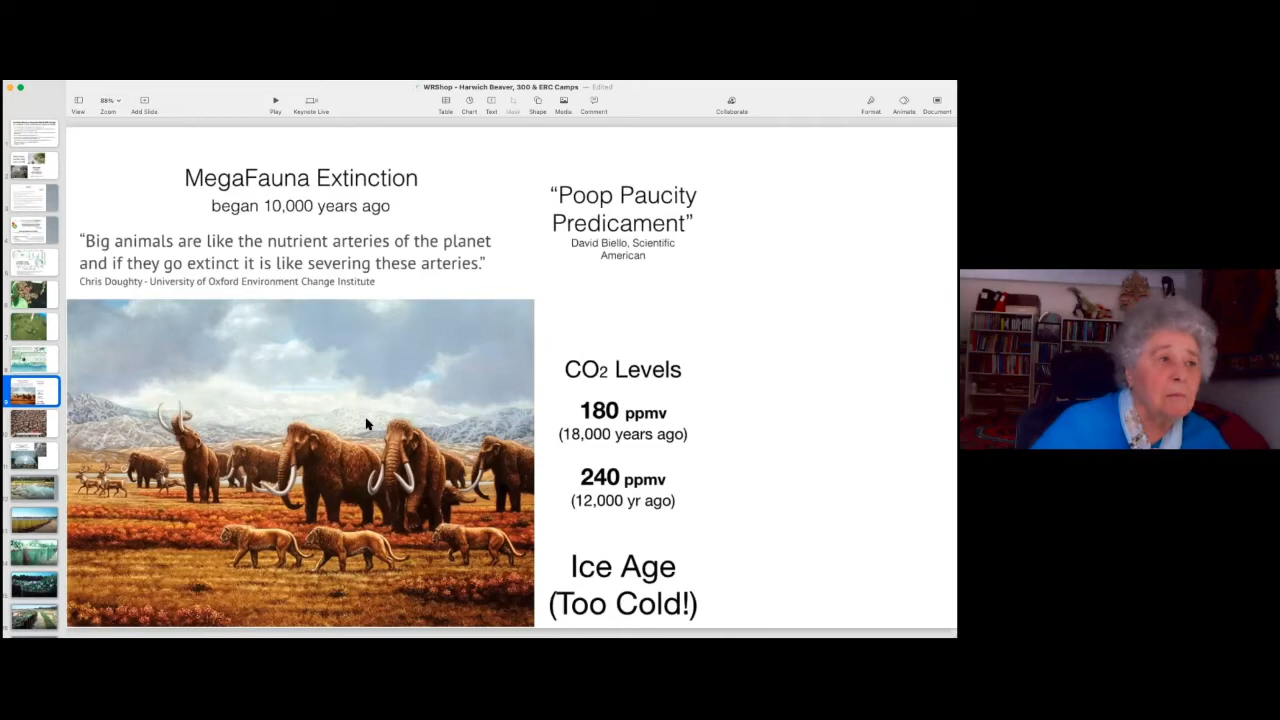 WRShop - Harwich Beaver, 300 & ERC Camps — Edited
View
88%
Zoom
Add Slide
Play
Keynote Live
Table
Chart
Text
Mask
Shape
Media
Comment
Collaborate
Format
Animate
Document
MegaFauna Extinction
began 10,000 years ago
“Big animals are like the nutrient arteries of the planet
and if they go extinct it is like severing these arteries.”
Chris Doughty - University of Oxford Environment Change Institute
“Poop Paucity
Predicament”
David Biello, Scientific
American
CO2 Levels
180 ppmv
(18,000 years ago)
240 ppmv
(12,000 yr ago)
Ice Age
(Too Cold!)